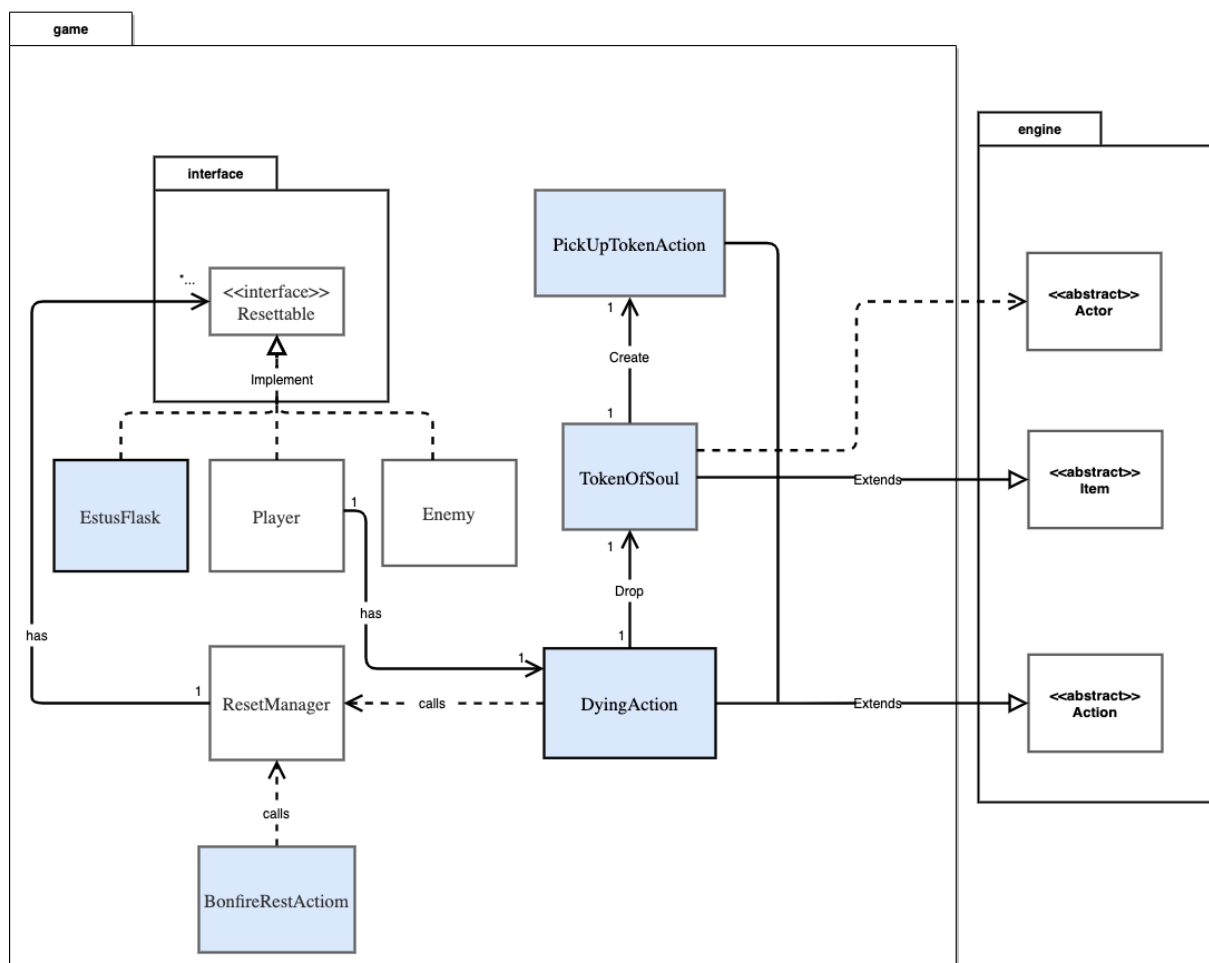 game
engine
interface
PickUpTokenAction
*...
<<interface>>
Resettable
<<abstract>>
Actor
1
Create
Implement
1
TokenOfSoul
Extends
<<abstract>>
Item
EstusFlask
Player
1
Enemy
1
Drop
has
has
1
1
1
ResetManager
calls
DyingAction
Extends
<<abstract>>
Action
calls
BonfireRestActiom